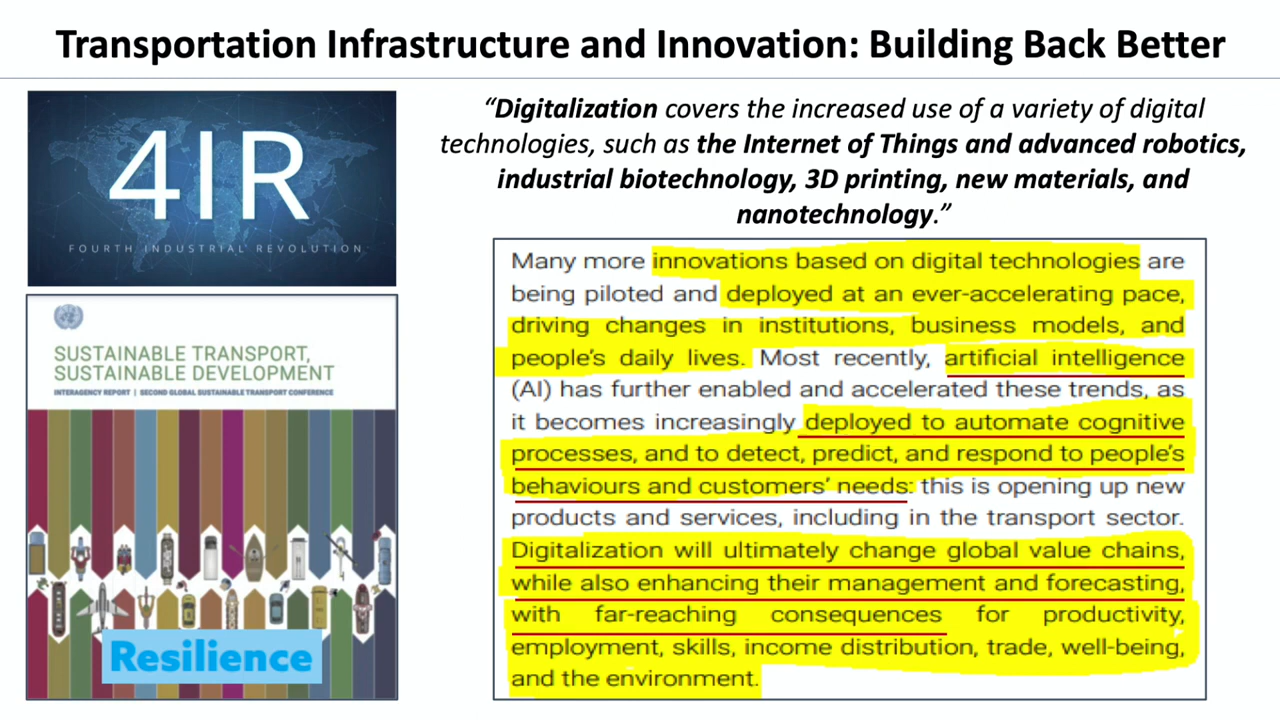 Transportation Infrastructure and Innovation: Building Back Better
4IR
FOURTH INDUSTRIAL REVOLUTION
SUSTAINABLE TRANSPORT,
SUSTAINABLE DEVELOPMENT
INTERAGENCY REPORT | SECOND GLOBAL SUSTAINABLE TRANSPORT CONFERENCE
Resilience
“Digitalization covers the increased use of a variety of digital
technologies, such as the Internet of Things and advanced robotics,
industrial biotechnology, 3D printing, new materials, and
nanotechnology.”
Many more innovations based on digital technologies are
being piloted and deployed at an ever-accelerating pace,
driving changes in institutions, business models, and
people’s daily lives. Most recently, artificial intelligence
(AI) has further enabled and accelerated these trends, as
it becomes increasingly deployed to automate cognitive
processes, and to detect, predict, and respond to people’s
behaviours and customers’ needs: this is opening up new
products and services, including in the transport sector.
Digitalization will ultimately change global value chains,
while also enhancing their management and forecasting,
with far-reaching consequences for productivity,
employment, skills, income distribution, trade, well-being,
and the environment.